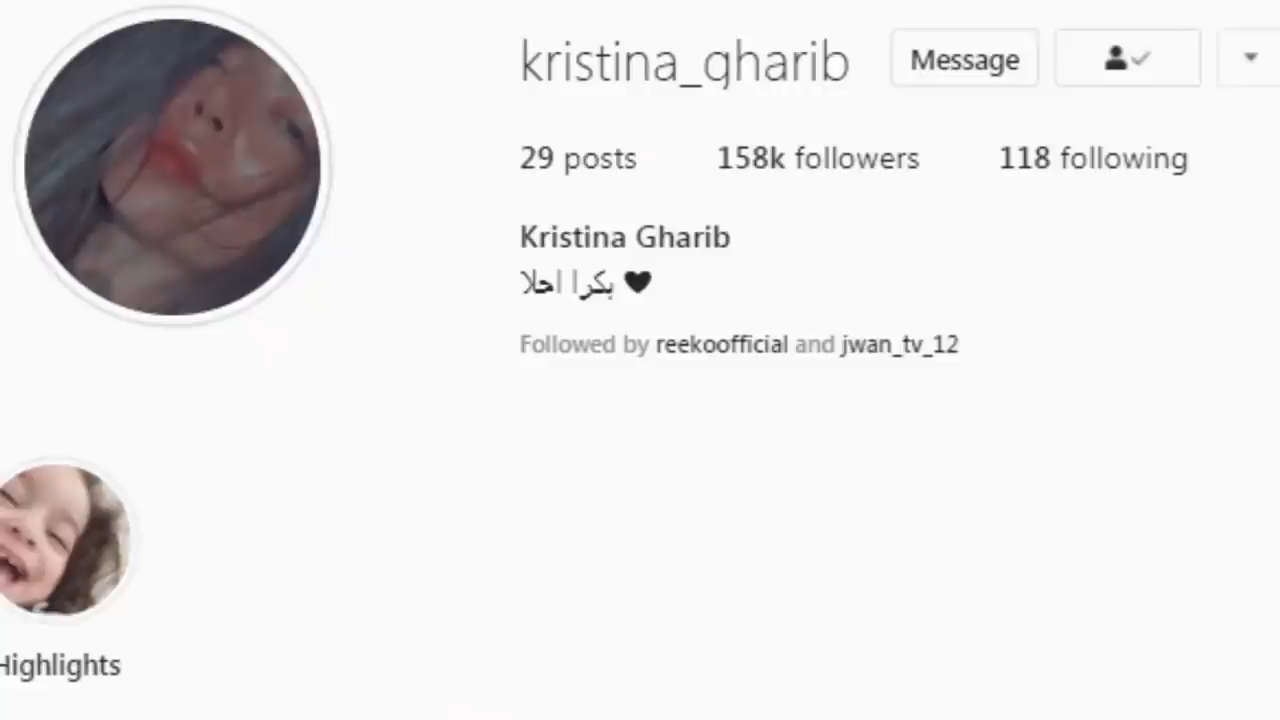 kristina_gharib Message
29 posts 158k followers 118 following
Kristina Gharib
بكرا احلا ♥
Followed by reekoofficial and jwan_tv_12
Highlights